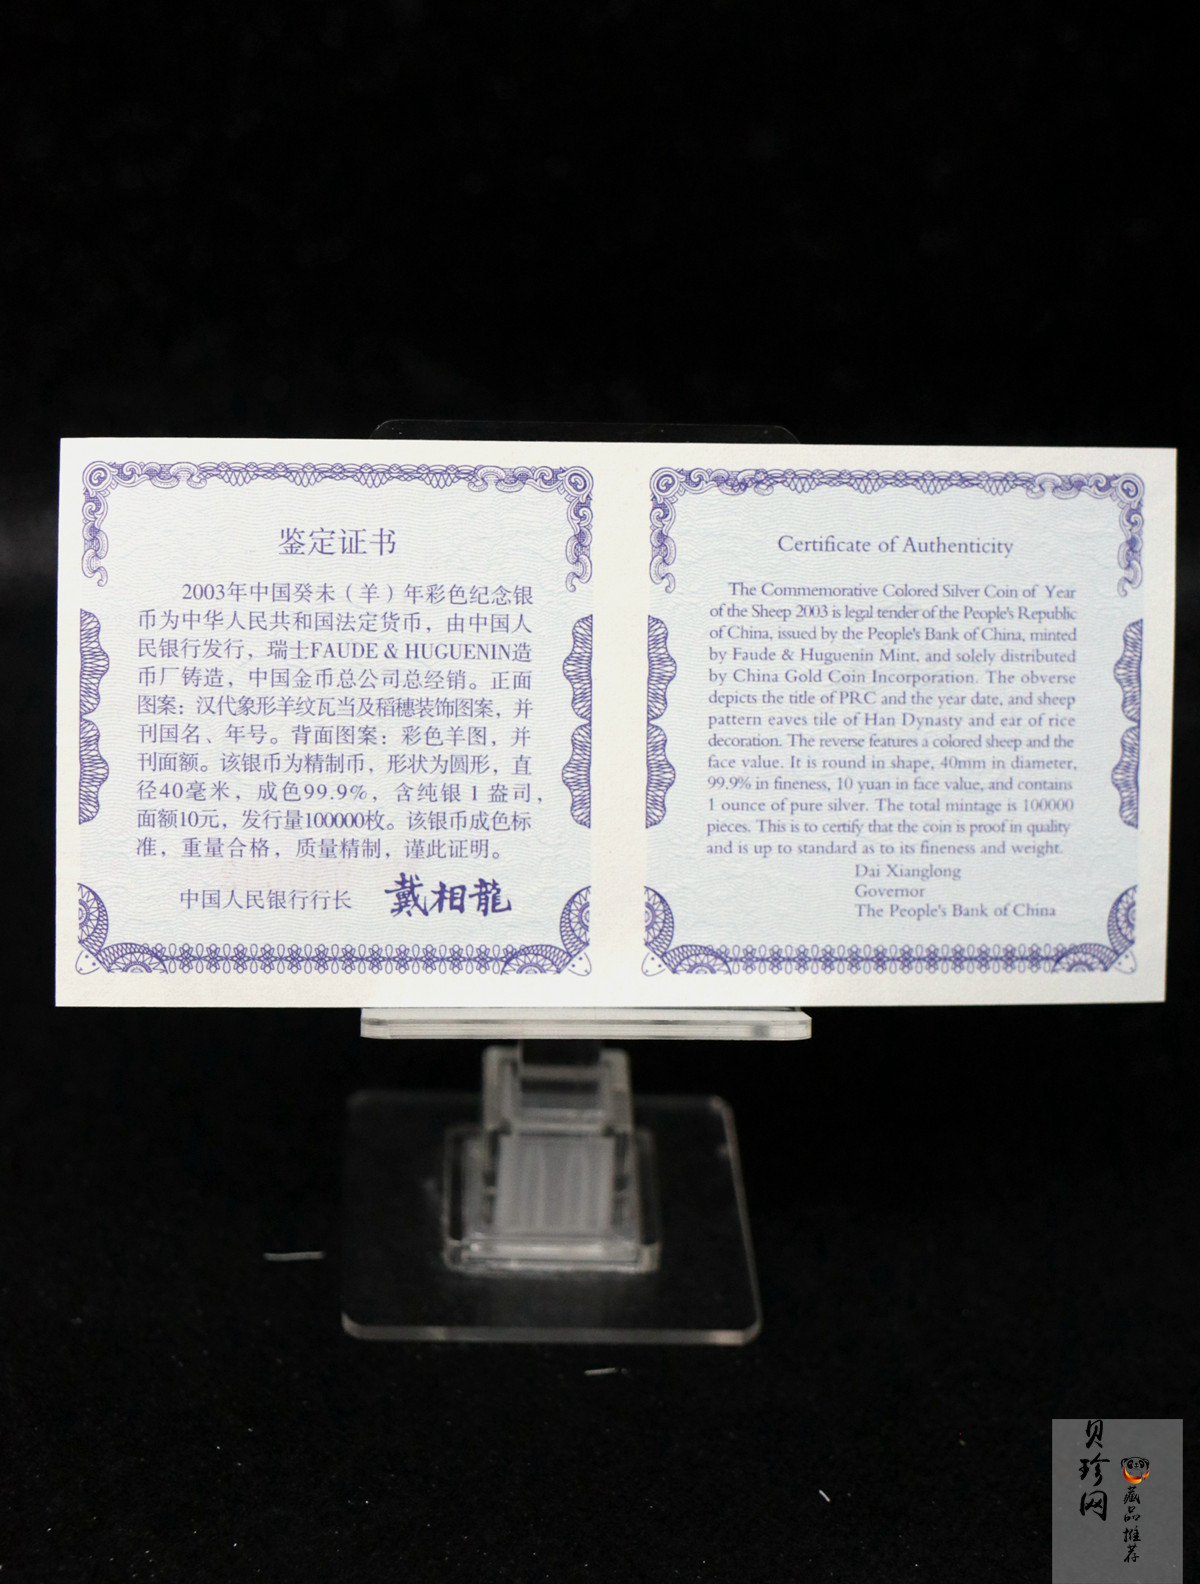 鉴定证书
2003年中国癸未（羊）年彩色纪念银
币为中华人民共和国法定货币，由中国人
民银行发行，瑞士FAUDE & HUGUENIN造
币厂铸造，中国金币总公司总经销。正面
图案：汉代象形羊纹瓦当及稻穗装饰图案，并
刊国名、年号。背面图案：彩色羊图，并
刊面额。该银币为精制币，形状为圆形，直
径40毫米，成色99.9%，含纯银1盎司，
面额10元，发行量100000枚。该银币成色标
准，重量合格，质量精制，谨此证明。
中国人民银行行长 戴相龍
Certificate of Authenticity
The Commemorative Colored Silver Coin of Year
of the Sheep 2003 is legal tender of the People's Republic
of China, issued by the People's Bank of China, minted
by Faude & Huguenin Mint, and solely distributed
by China Gold Coin Incorporation. The obverse
depicts the title of PRC and the year date, and sheep
pattern eaves tile of Han Dynasty and ear of rice
decoration. The reverse features a colored sheep and the
face value. It is round in shape, 40mm in diameter,
99.9% in fineness, 10 yuan in face value, and contains
1 ounce of pure silver. The total mintage is 100000
pieces. This is to certify that the coin is proof in quality
and is up to standard as to its fineness and weight.
Dai Xianglong
Governor
The People's Bank of China
贝珍网
藏品推荐